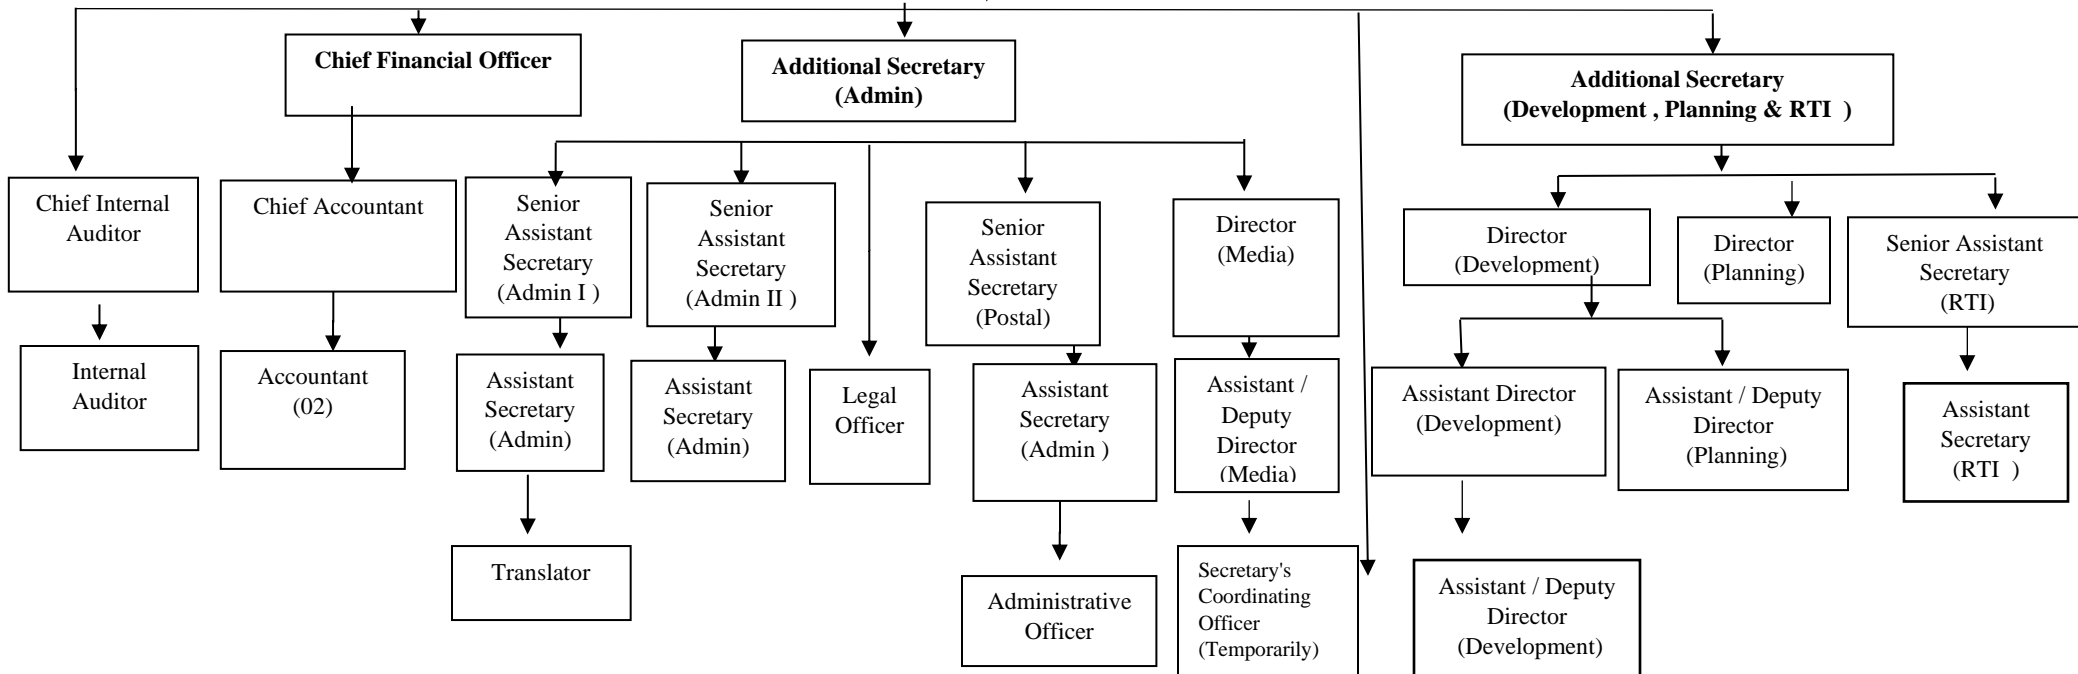 Chief Financial Officer
Additional Secretary
(Admin)
Additional Secretary
(Development , Planning & RTI  )
Chief Internal
Auditor
Chief Accountant
Senior
Assistant
Secretary
(Admin I )
Senior
Assistant
Secretary
(Admin II )
Senior
Assistant
Secretary
(Postal)
Director
(Media)
Director
(Development)
Director
(Planning)
Senior Assistant
Secretary
(RTI)
Internal
Auditor
Accountant
(02)
Assistant
Secretary
(Admin)
Assistant
Secretary
(Admin)
Legal
Officer
Assistant
Secretary
(Admin )
Assistant /
Deputy
Director
(Media)
Assistant Director
(Development)
Assistant / Deputy
Director
(Planning)
Assistant
Secretary
(RTI  )
Translator
Administrative
Officer
Secretary's
Coordinating
Officer
(Temporarily)
Assistant / Deputy
Director
(Development)